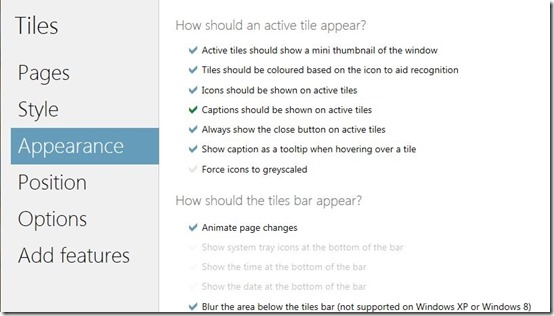 Tiles
Pages
Style
Appearance
Position
Options
Add features
How should an active tile appear?
Active tiles should show a mini thumbnail of the window
Tiles should be coloured based on the icon to aid recognition
Icons should be shown on active tiles
Captions should be shown on active tiles
Always show the close button on active tiles
Show caption as a tooltip when hovering over a tile
Force icons to greyscaled
How should the tiles bar appear?
Animate page changes
Show system tray icons at the bottom of the bar
Show the time at the bottom of the bar
Show the date at the bottom of the bar
Blur the area below the tiles bar (not supported on Windows XP or Windows 8)